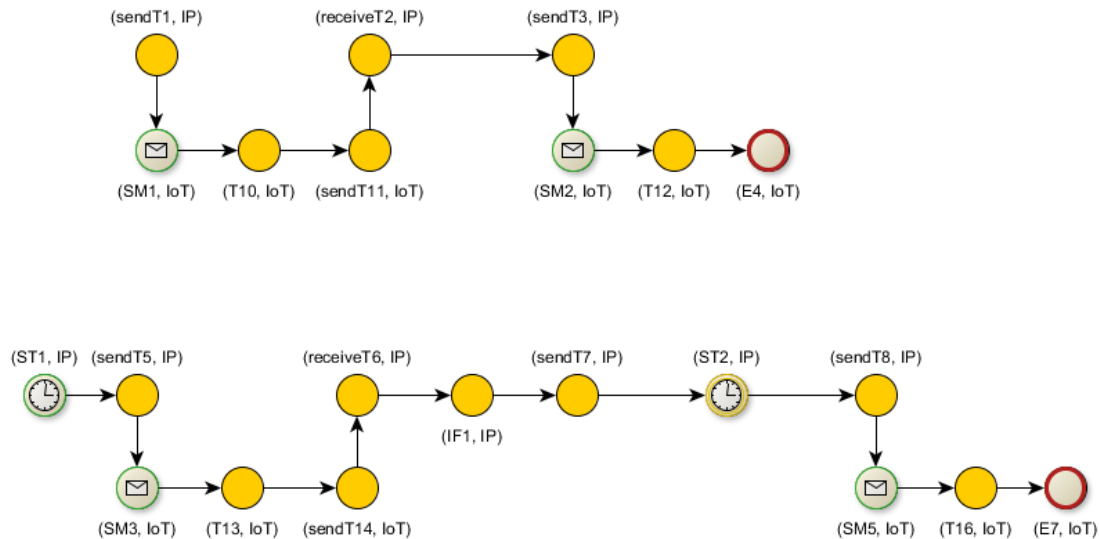 (sendT1, IP)
(receiveT2, IP)
(sendT3, IP)
(SM1, IoT)
(T10, IoT)
(sendT11, IoT)
(SM2, IoT)
(T12, IoT)
(E4, IoT)
(ST1, IP)
(sendT5, IP)
(receiveT6, IP)
(sendT7, IP)
(ST2, IP)
(sendT8, IP)
(IF1, IP)
(SM3, IoT)
(T13, IoT)
(sendT14, IoT)
(SM5, IoT)
(T16, IoT)
(E7, IoT)